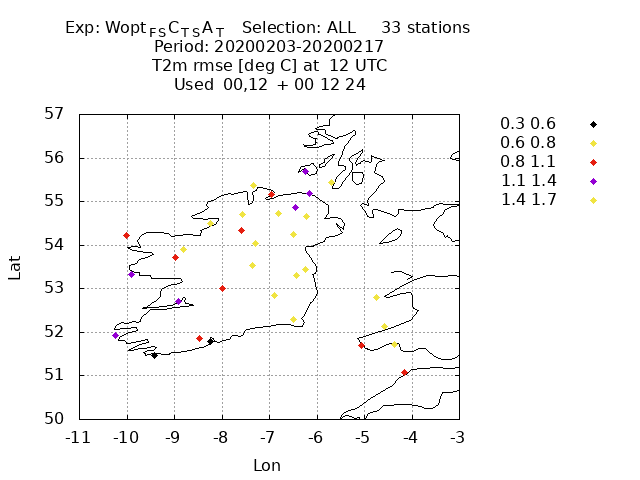 Exp: Wopt_FS C_TS A_T   Selection: ALL     33 stations
Period: 20200203-20200217
T2m rmse [deg C] at  12 UTC
Used  00,12  + 00 12 24
57
56
55
54
53
52
51
50
Lat
-11 -10 -9 -8 -7 -6 -5 -4 -3
Lon
0.3 0.6
0.6 0.8
0.8 1.1
1.1 1.4
1.4 1.7